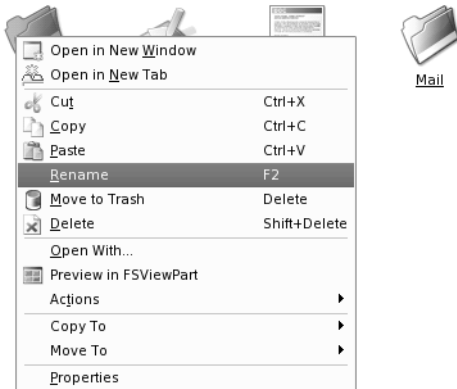 Mail
Open in New Window
Open in New Tab
Cut Ctrl+X
Copy Ctrl+C
Paste Ctrl+V
Rename F2
Move to Trash Delete
Delete Shift+Delete
Open With...
Preview in FSViewPart
Actions
Copy To
Move To
Properties